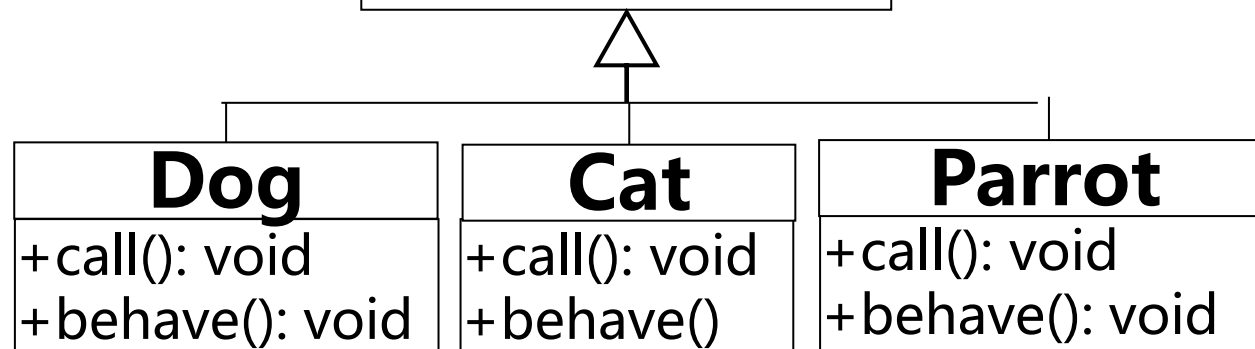 Dog
+call(): void
+behave(): void
Cat
+call(): void
+behave()
Parrot
+call(): void
+behave(): void